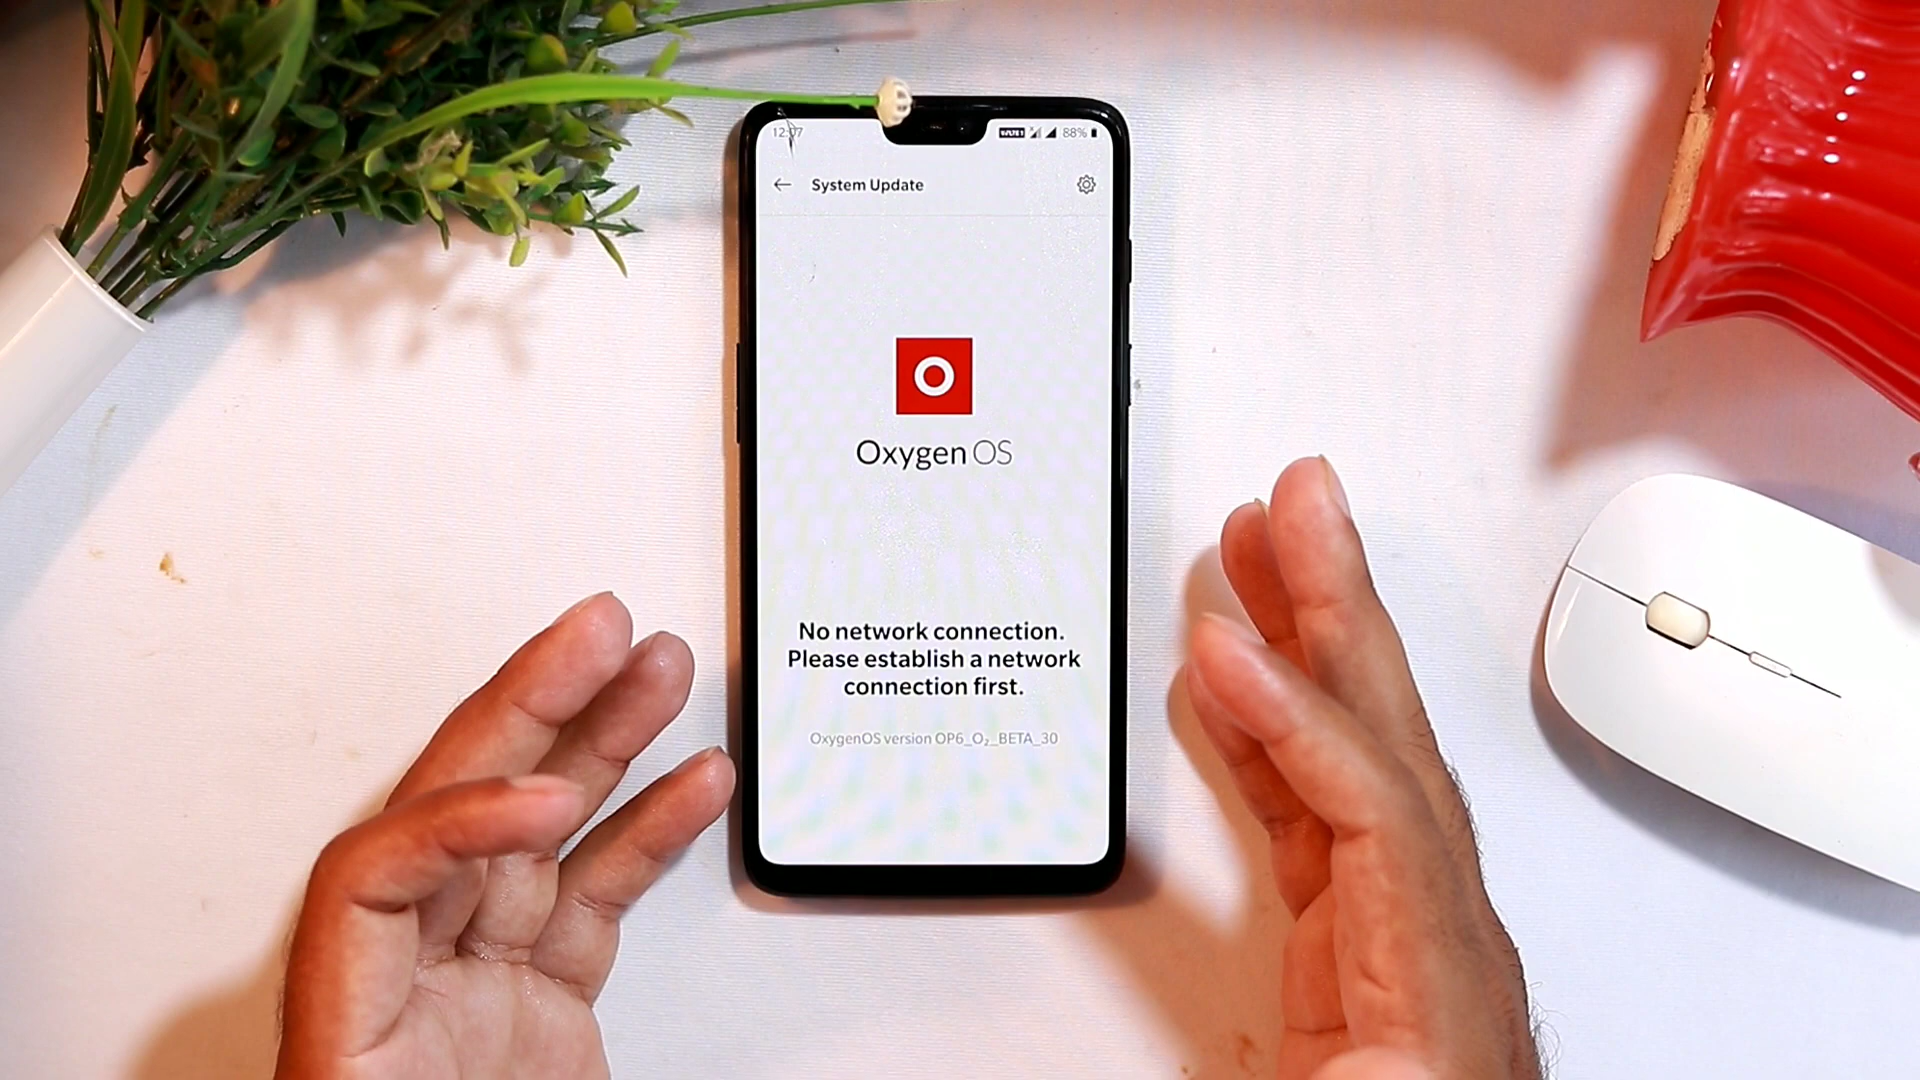 12:07
88%
System Update
Oxygen OS
No network connection.
Please establish a network
connection first.
OxygenOS version OP6_O₂_BETA_30